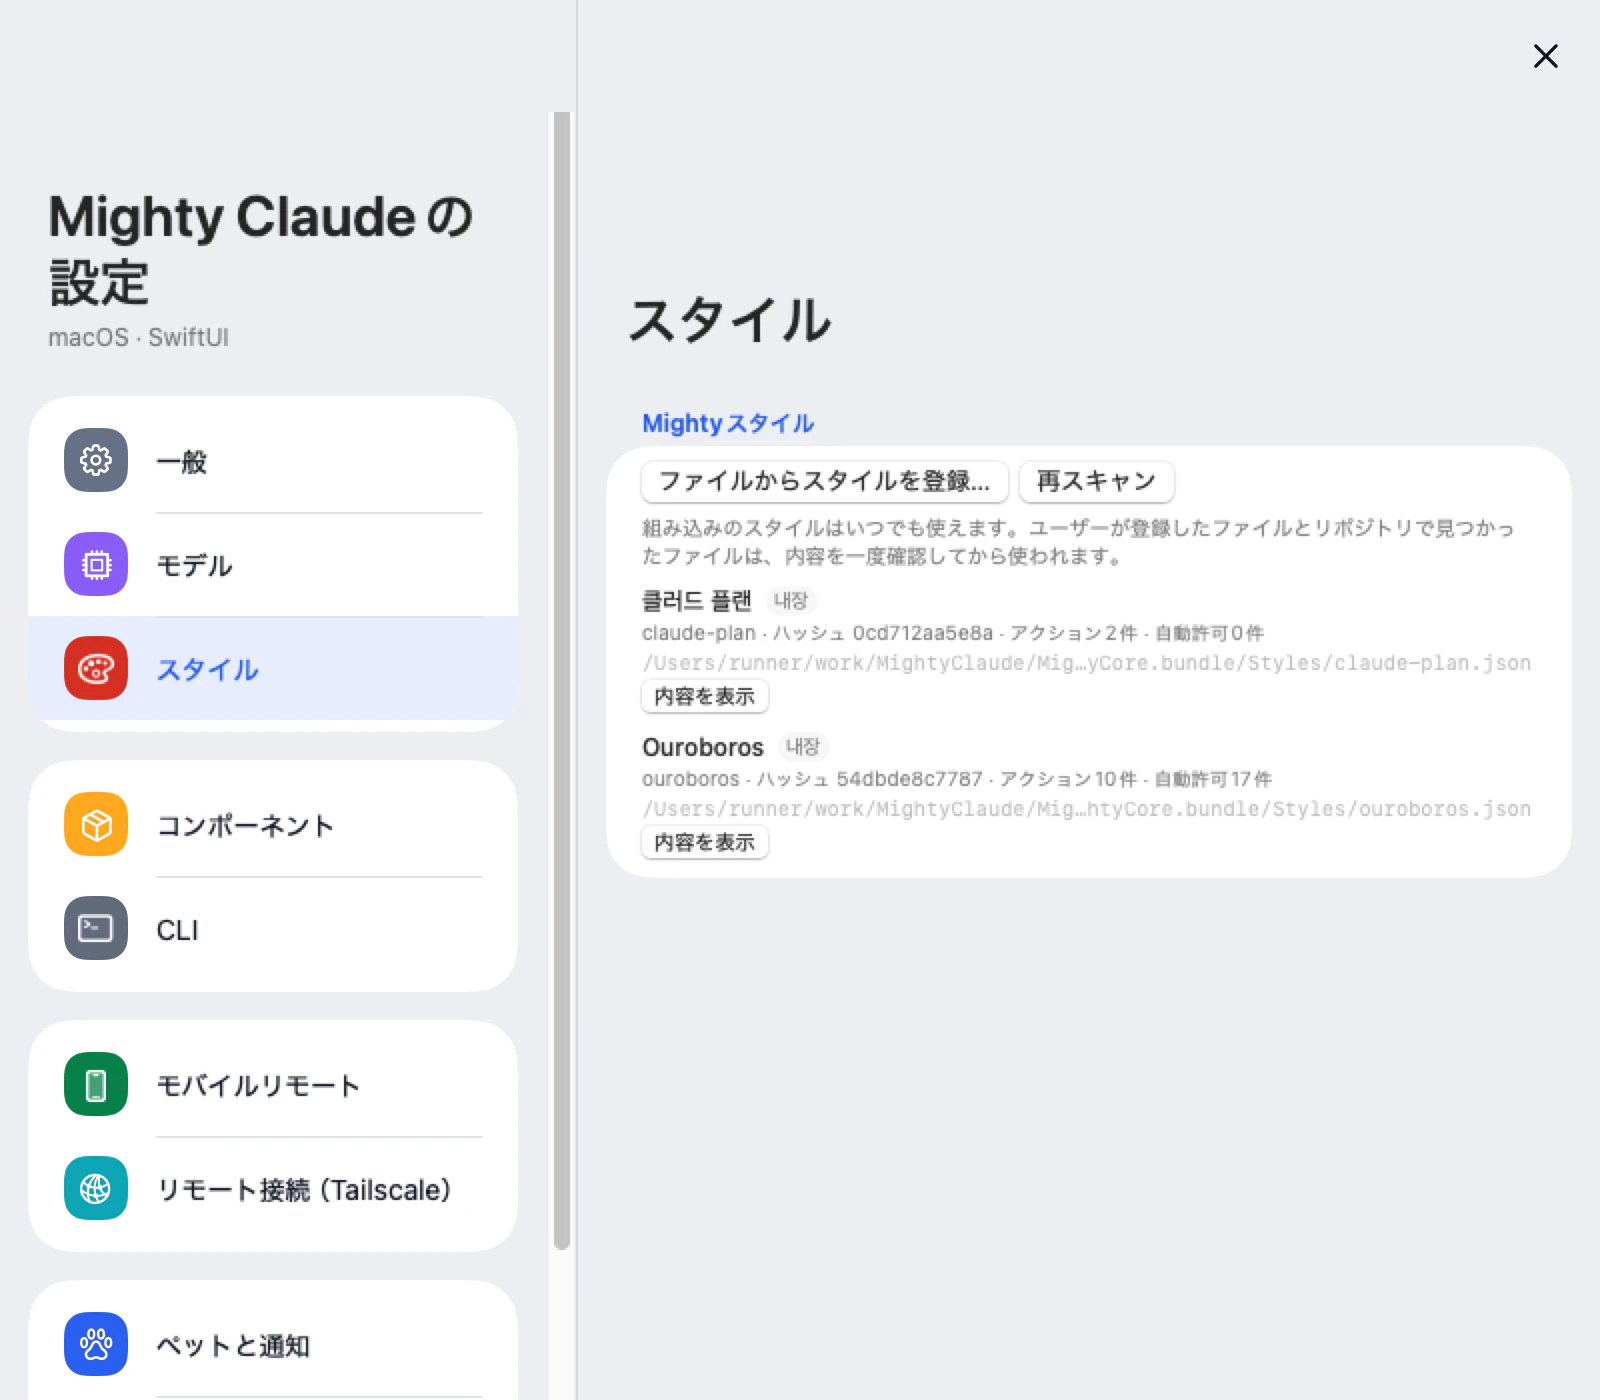 Mighty Claude の
設定
macOS · SwiftUI
一般
モデル
スタイル
コンポーネント
CLI
モバイルリモート
リモート接続（Tailscale）
ペットと通知
スタイル
Mightyスタイル
ファイルからスタイルを登録...
再スキャン
組み込みのスタイルはいつでも使えます。ユーザーが登録したファイルとリポジトリで見つかっ
たファイルは、内容を一度確認してから使われます。
클러드 플랜 내장
claude-plan · ハッシュ 0cd712aa5e8a · アクション2件 · 自動許可0件
/Users/runner/work/MightyClaude/Mig…yCore.bundle/Styles/claude-plan.json
内容を表示
Ouroboros 내장
ouroboros · ハッシュ 54dbde8c7787 · アクション10件 · 自動許可17件
/Users/runner/work/MightyClaude/Mig…htyCore.bundle/Styles/ouroboros.json
内容を表示